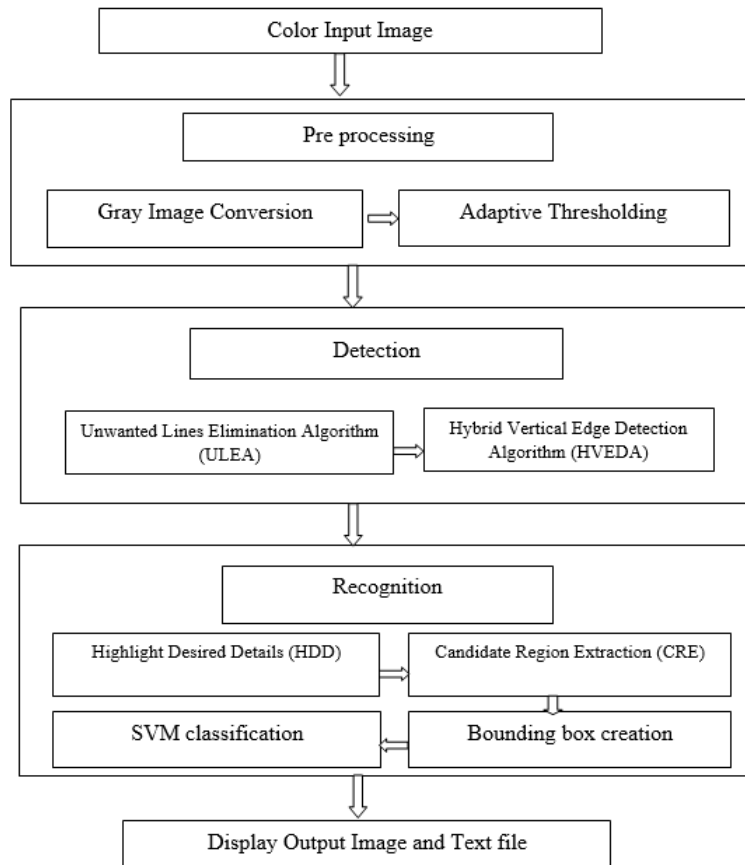 Color Input Image
Pre processing
Gray Image Conversion
Adaptive Thresholding
Detection
Unwanted Lines Elimination Algorithm
(ULEA)
Hybrid Vertical Edge Detection
Algorithm (HVEDA)
Recognition
Highlight Desired Details (HDD)
Candidate Region Extraction (CRE)
SVM classification
Bounding box creation
Display Output Image and Text file